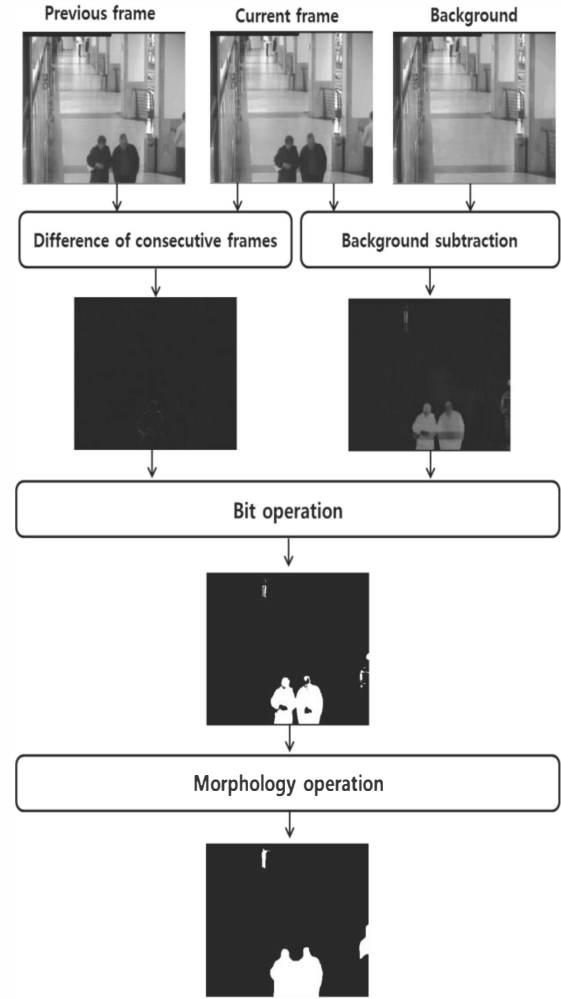 Previous frame
Current frame
Background
Difference of consecutive frames
Background subtraction
Bit operation
Morphology operation